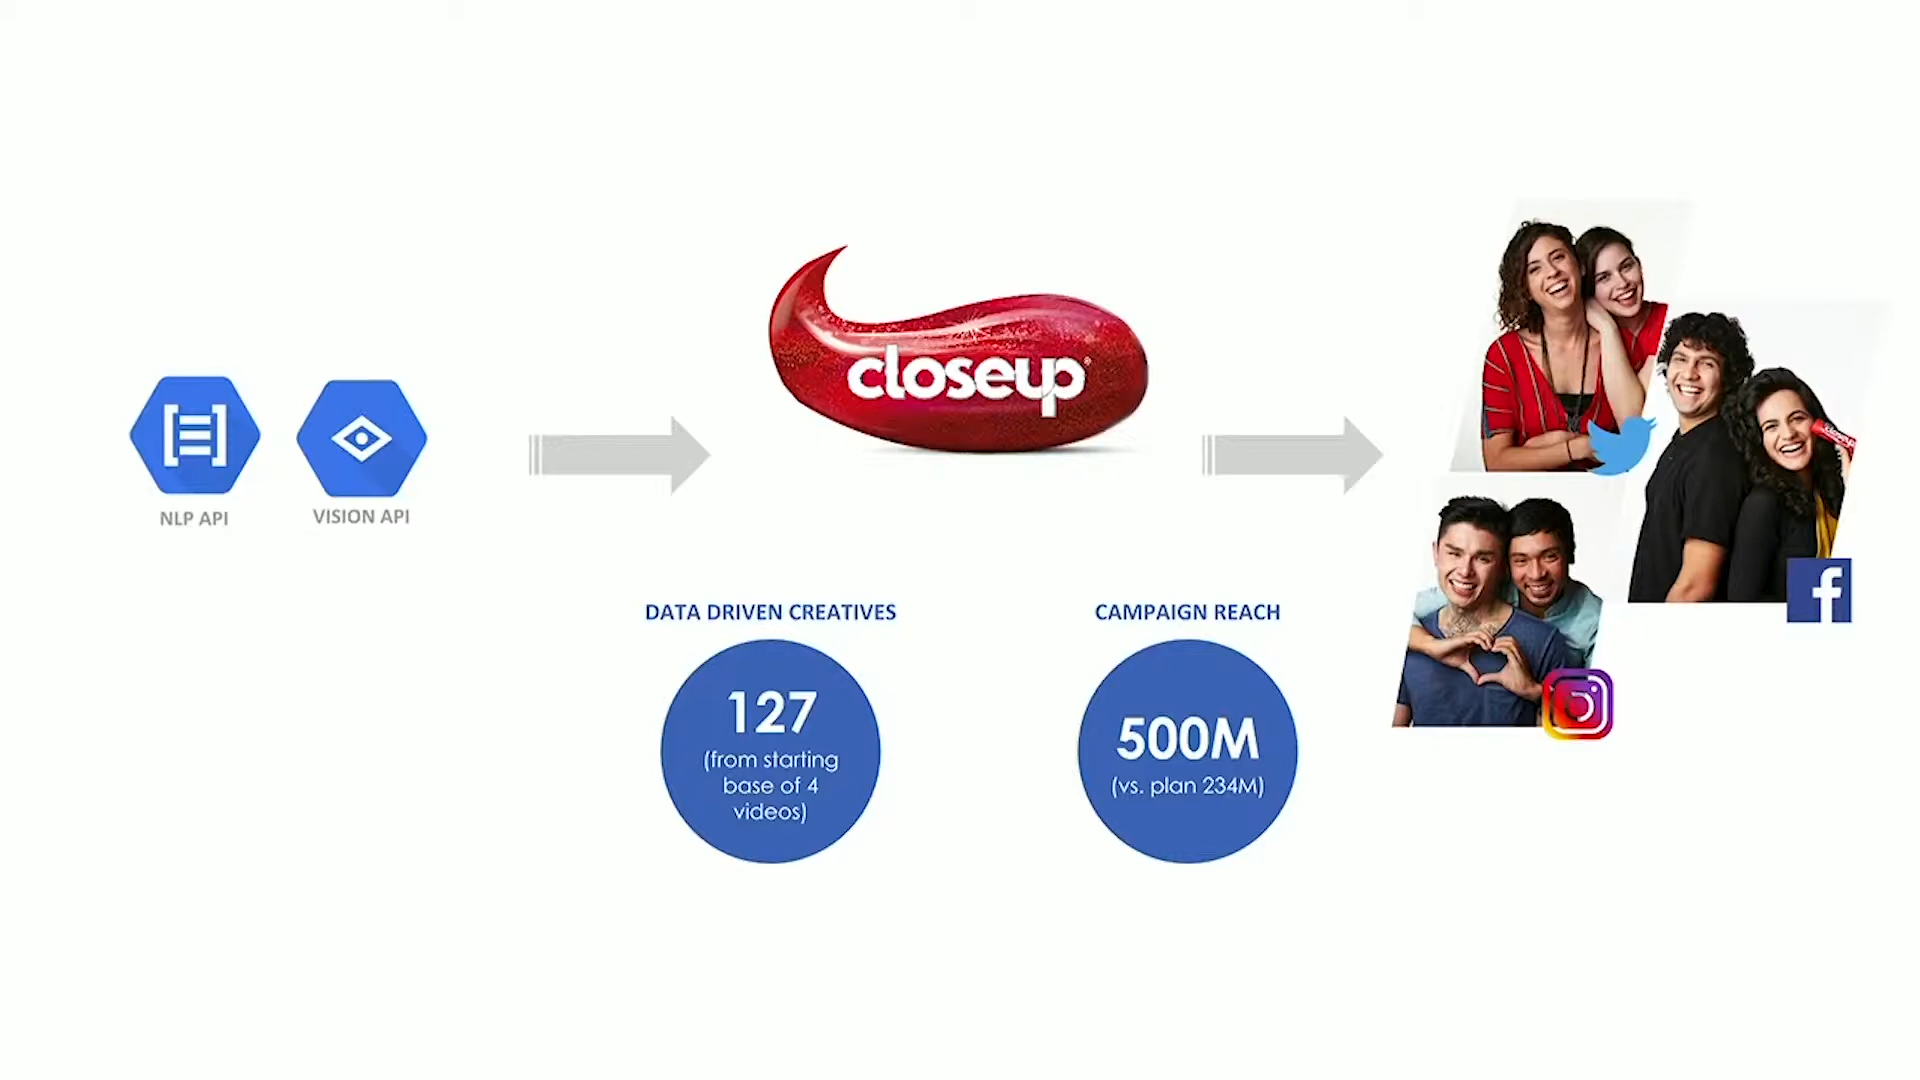 closeup
NLP API
VISION API
DATA DRIVEN CREATIVES
127
(from starting
base of 4
videos)
CAMPAIGN REACH
500M
(vs. plan 234M)
closeup